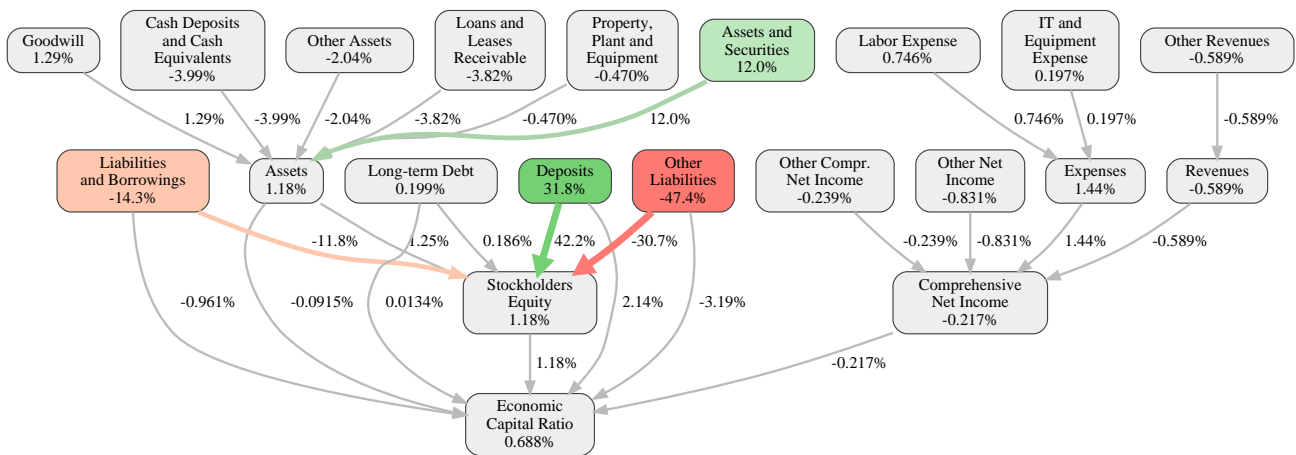 Goodwill
1.29%
Cash Deposits
and Cash
Equivalents
-3.99%
Other Assets
-2.04%
Loans and
Leases
Receivable
-3.82%
Property,
Plant and
Equipment
-0.470%
Assets and
Securities
12.0%
Labor Expense
0.746%
IT and
Equipment
Expense
0.197%
Other Revenues
-0.589%
1.29%
-3.99%
-2.04%
-3.82%
-0.470%
12.0%
0.746%
0.197%
-0.589%
Liabilities
and Borrowings
-14.3%
Assets
1.18%
Long-term Debt
0.199%
Deposits
31.8%
Other
Liabilities
-47.4%
Other Compr.
Net Income
-0.239%
Other Net
Income
-0.831%
Expenses
1.44%
Revenues
-0.589%
-11.8%
1.25%
0.186%
42.2%
-30.7%
-0.239%
-0.831%
1.44%
-0.589%
-0.961%
-0.0915%
0.0134%
Stockholders
Equity
1.18%
2.14%
-3.19%
Comprehensive
Net Income
-0.217%
1.18%
-0.217%
Economic
Capital Ratio
0.688%